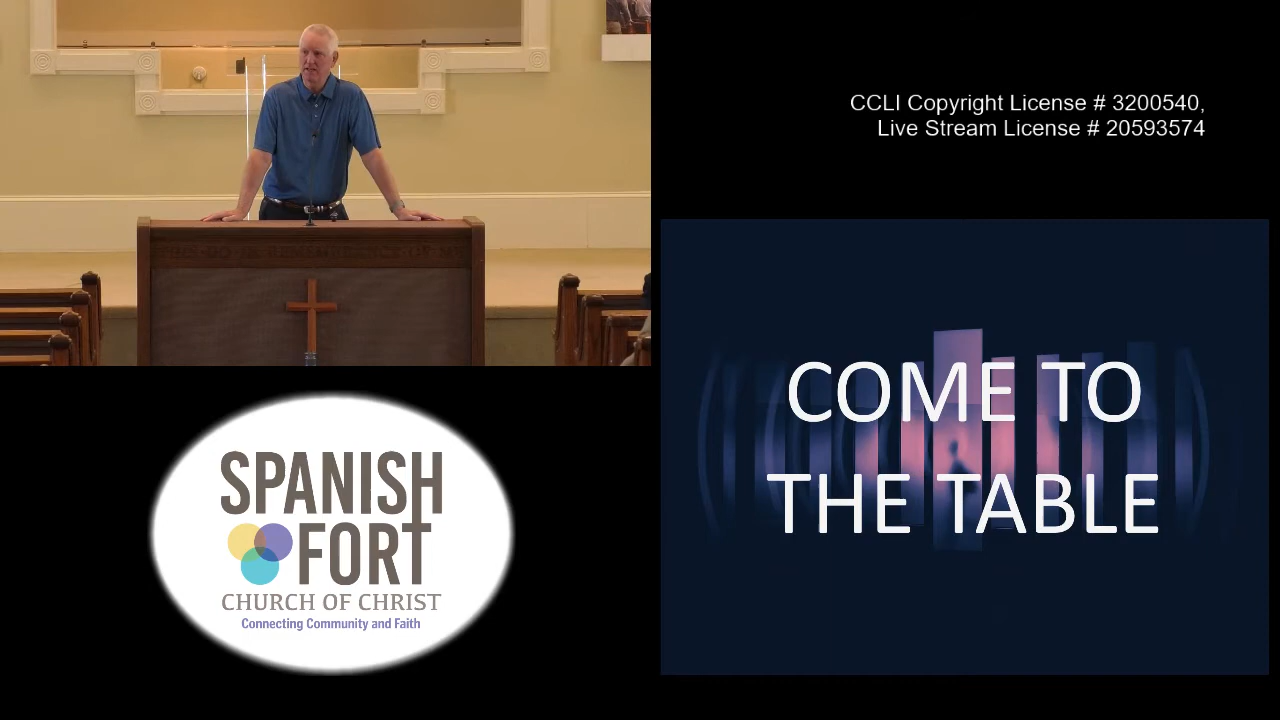 CCLI Copyright License # 3200540,
Live Stream License # 20593574
COME TO
THE TABLE
SPANISH
FORT
CHURCH OF CHRIST
Connecting Community and Faith